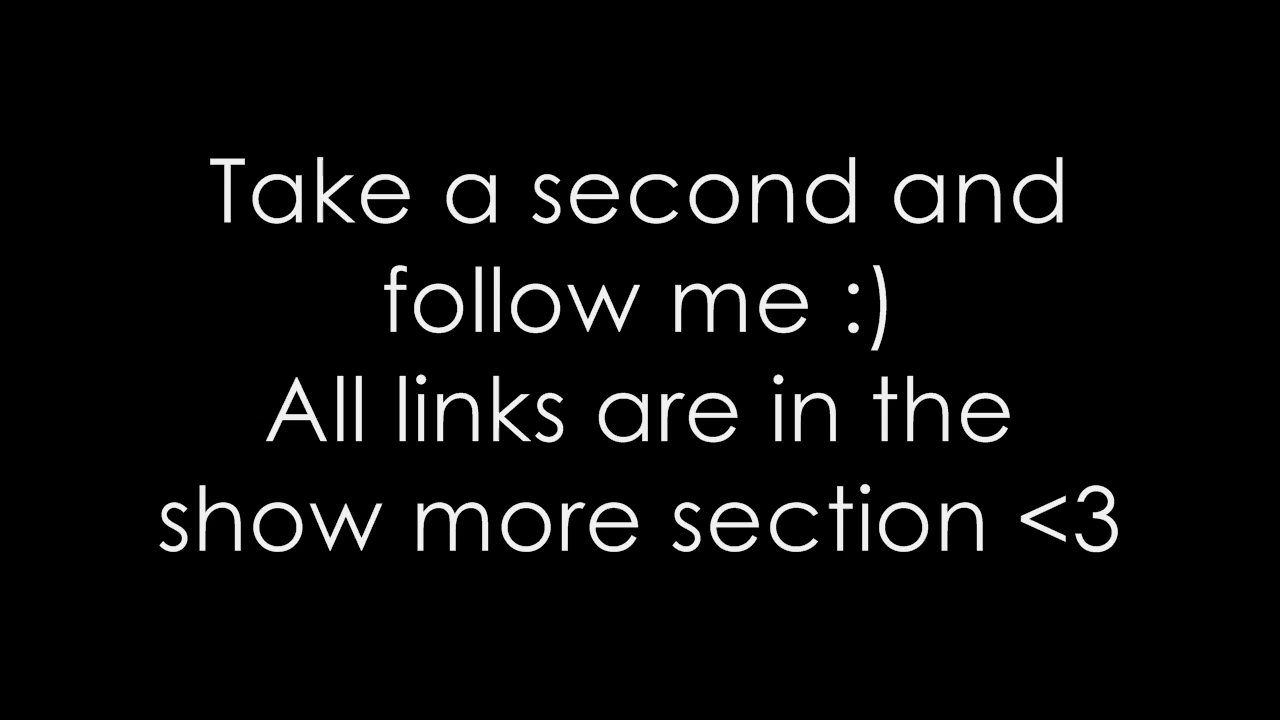 Take a second and
follow me :)
All links are in the
show more section <3